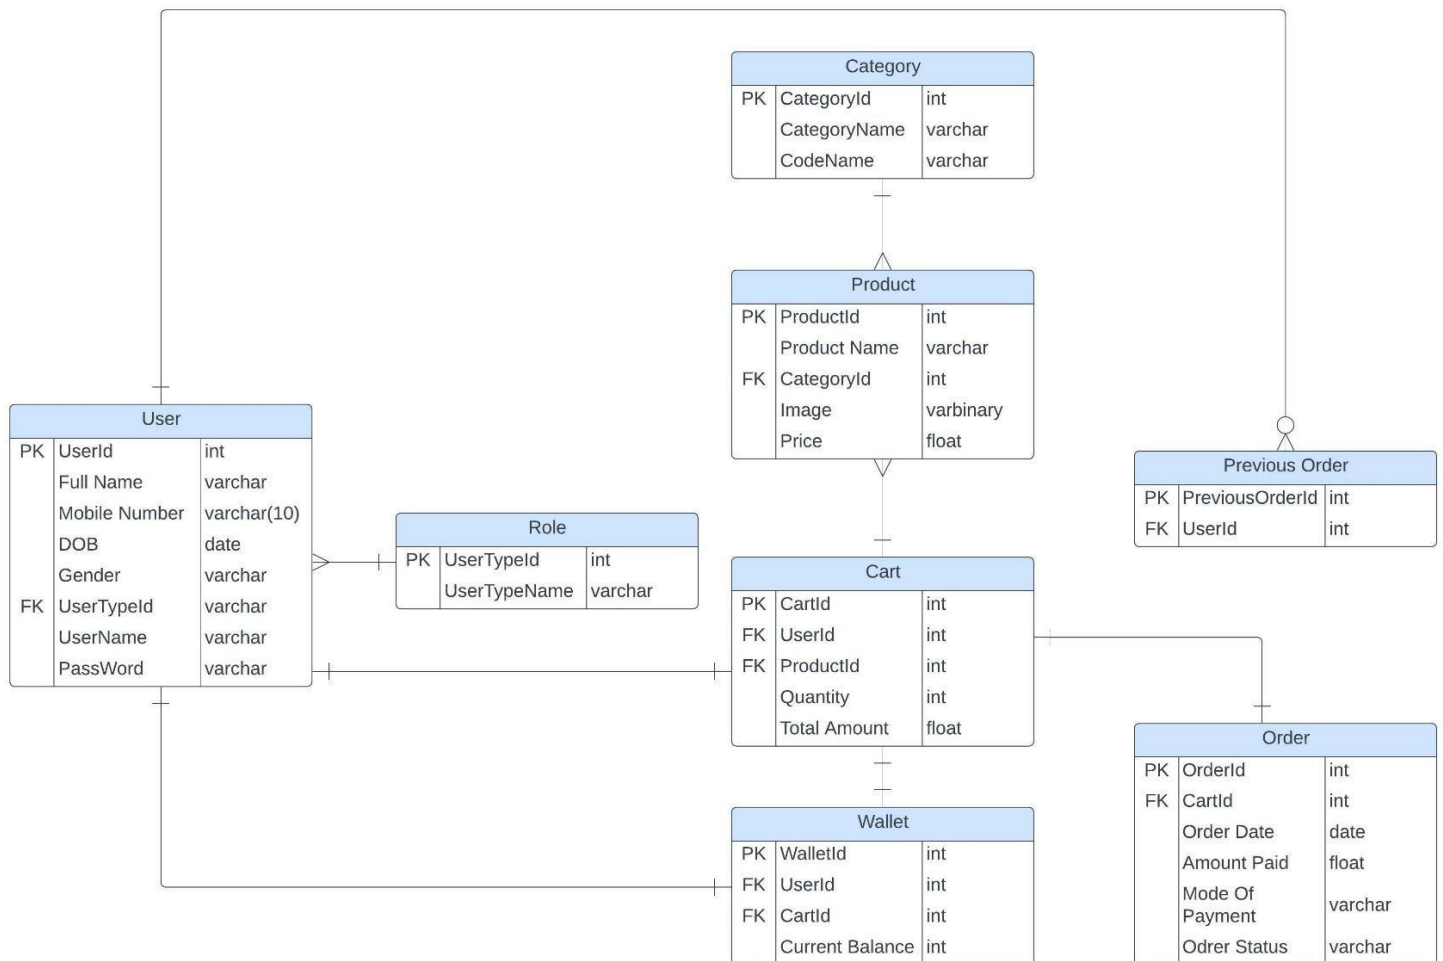 Category
PK CategoryId int
CategoryName varchar
CodeName varchar
Product
PK ProductId int
Product Name varchar
FK CategoryId int
Image varbinary
Price float
User
PK UserId int
Full Name varchar
Mobile Number varchar(10)
DOB date
Gender varchar
FK UserTypeId varchar
UserName varchar
PassWord varchar
Role
PK UserTypeId int
UserTypeName varchar
Previous Order
PK PreviousOrderId int
FK UserId int
Cart
PK CartId int
FK UserId int
FK ProductId int
Quantity int
Total Amount float
Order
PK OrderId int
FK CartId int
Order Date date
Amount Paid float
Mode Of
Payment varchar
Odrer Status varchar
Wallet
PK WalletId int
FK UserId int
FK CartId int
Current Balance int